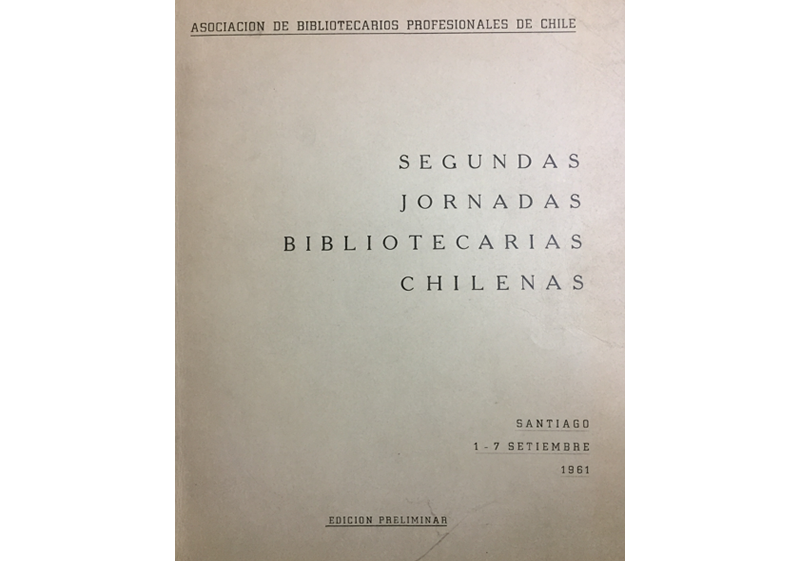 ASOCIACION DE BIBLIOTECARIOS PROFESIONALES DE CHILE
SEGUNDAS
JORNADAS
BIBLIOTECARIAS
CHILENAS
SANTIAGO
1 - 7 SETIEMBRE
1961
EDICION PRELIMINAR